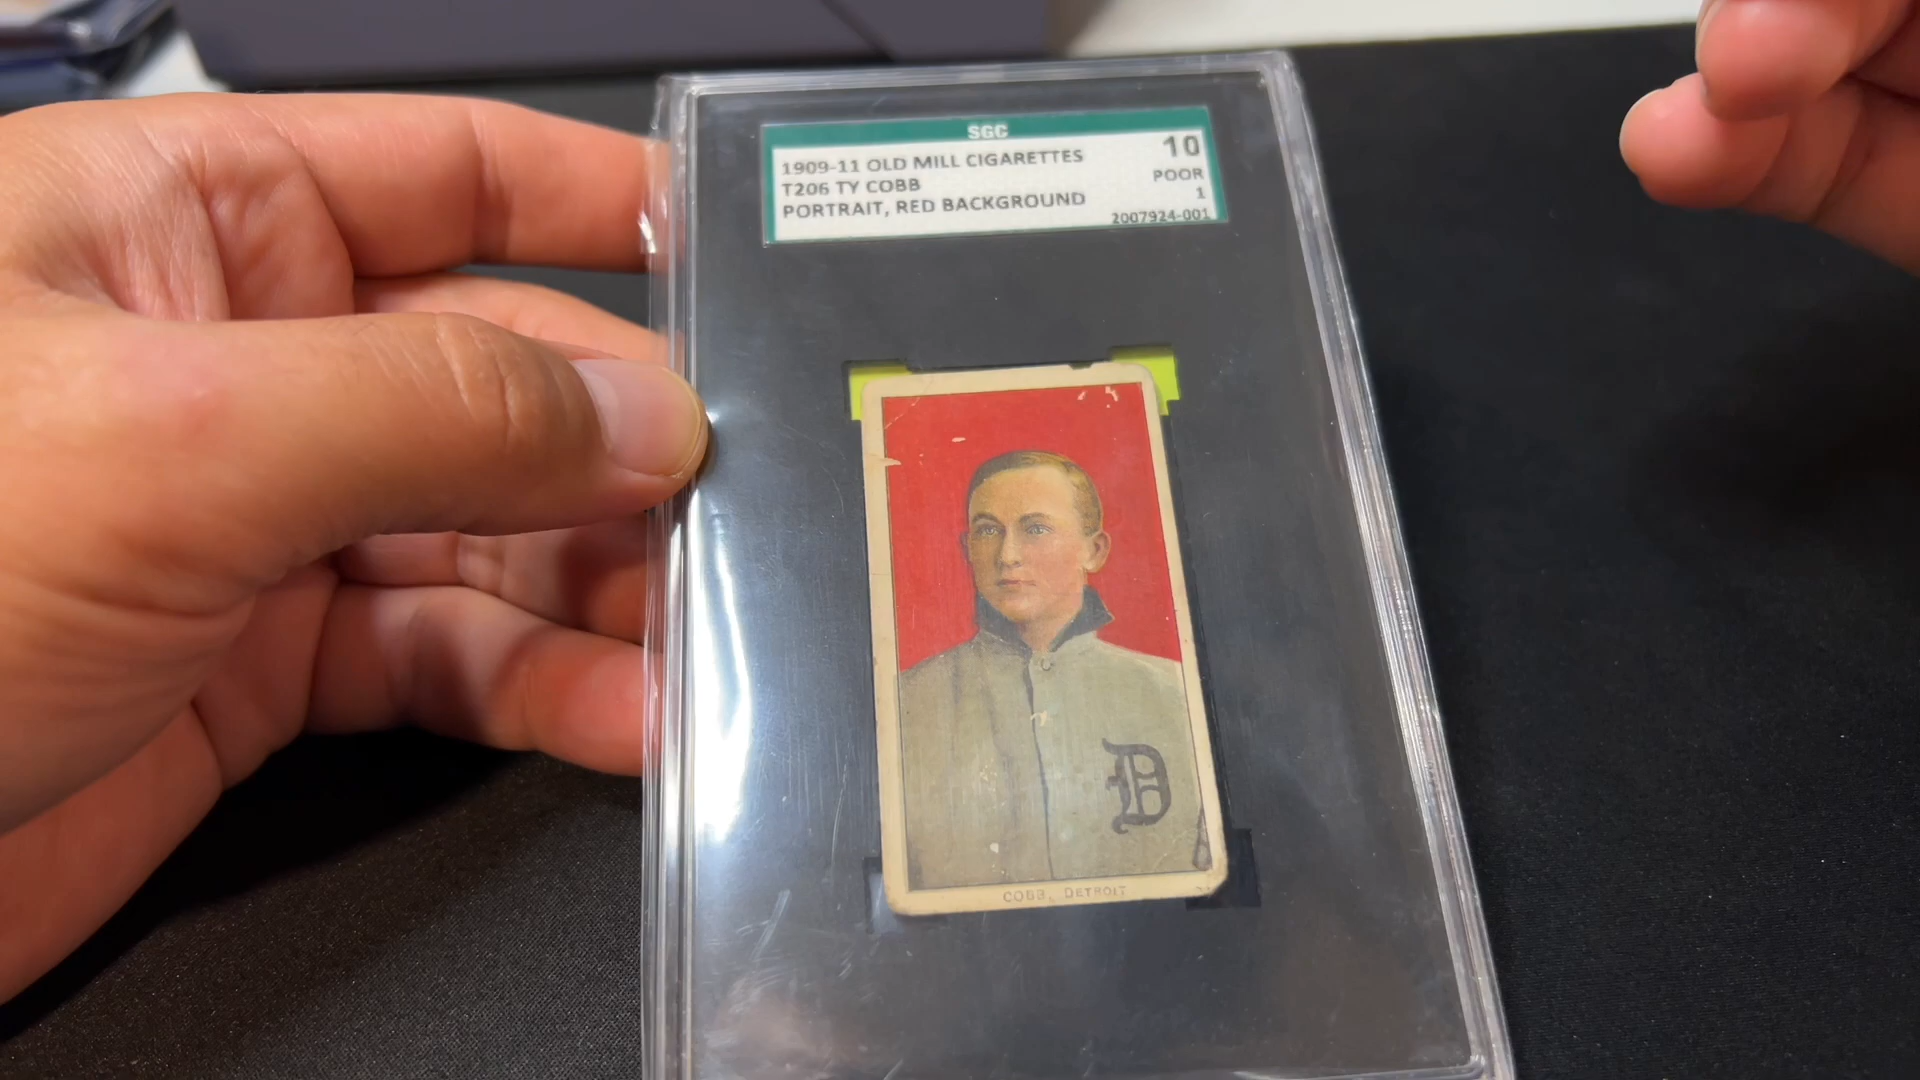 SGC
1909-11 OLD MILL CIGARETTES
10
T206 TY COBB
POOR
PORTRAIT, RED BACKGROUND
1
2007924-001
D
COBB, DETROIT